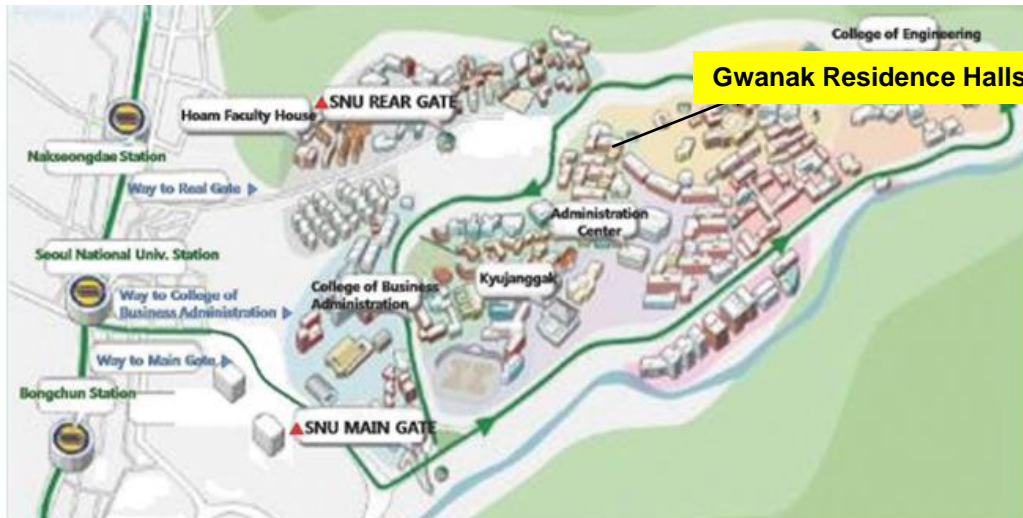 College of Engineering
Gwanak Residence Halls
SNU REAR GATE
Hoam Faculty House
Nakseongdae Station
Way to Real Gate
Administration
Center
Seoul National Univ. Station
Kyujanggak
College of Business
Administration
Way to College of
Business Administration
Way to Main Gate
Bongchun Station
SNU MAIN GATE